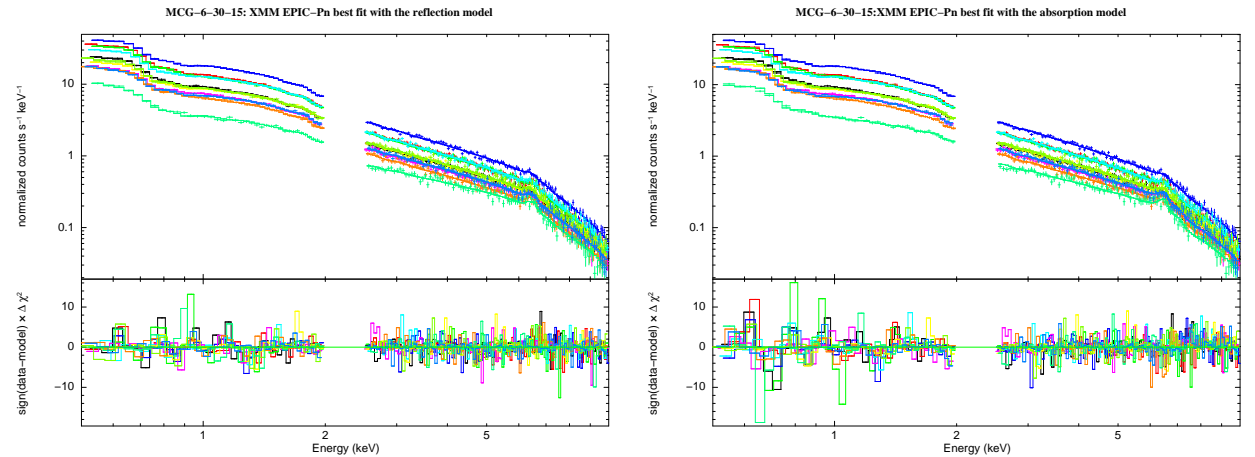 MCG−6−30−15: XMM EPIC−Pn best fit with the reflection model
normalized counts s⁻¹ keV⁻¹
10
1
0.1
sign(data−model) × Δ χ²
10
0
−10
1
2
5
Energy (keV)
MCG−6−30−15:XMM EPIC−Pn best fit with the absorption model
normalized counts s⁻¹ keV⁻¹
10
1
0.1
sign(data−model) × Δ χ²
10
0
−10
1
2
5
Energy (keV)